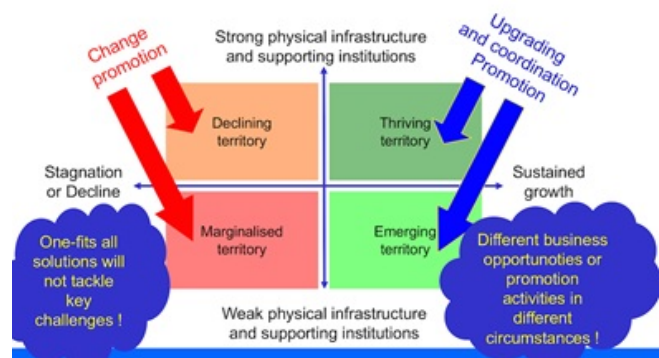 Change
promotion
Strong physical infrastructure
and supporting institutions
Upgrading
and coordination
Promotion
Declining
territory
Thriving
territory
Stagnation
or Decline
Sustained
growth
Marginalised
territory
Emerging
territory
One-fits all
solutions will
not tackle
key
challenges !
Different business
opportunoties or
promotion
activities in
different
circumstances !
Weak physical infrastructure
and supporting institutions